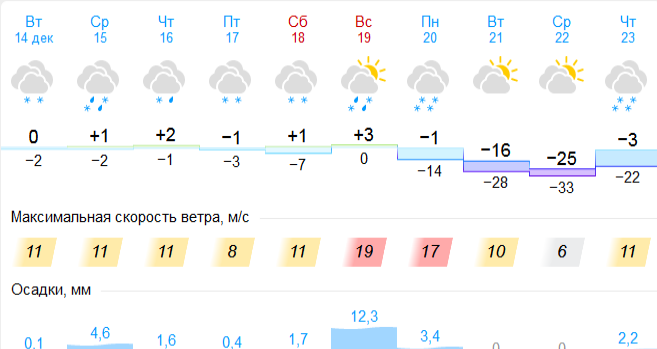 Вт Ср Чт Пт Сб Вс Пн Вт Ср Чт
14 дек 15 16 17 18 19 20 21 22 23
0 +1 +2 −1 +1 +3 −1 −16 −25 −3
−2 −2 −1 −3 −7 0 −14 −28 −33 −22
Максимальная скорость ветра, м/с
11 11 11 8 11 19 17 10 6 11
Осадки, мм
0,1 4,6 1,6 0,4 1,7 12,3 3,4 0 0 2,2